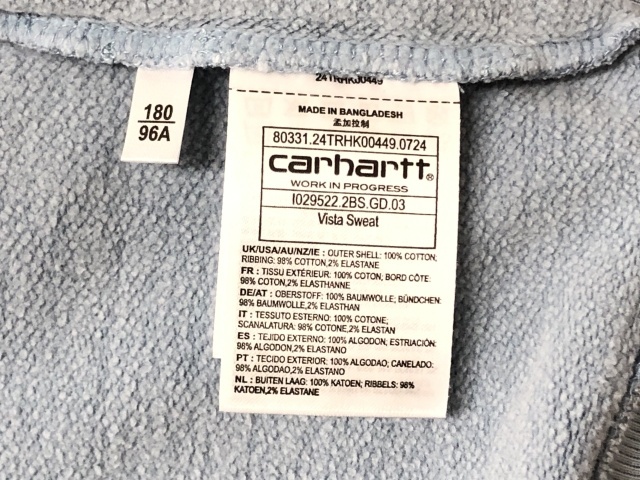 24TRHK00449
180
96A
MADE IN BANGLADESH
孟加拉制
80331.24TRHK00449.0724
carhartt®
WORK IN PROGRESS
I029522.2BS.GD.03
Vista Sweat
UK/USA/AU/NZ/IE : OUTER SHELL: 100% COTTON;
RIBBING: 98% COTTON,2% ELASTANE
FR : TISSU EXTÉRIEUR: 100% COTON, BORD CÔTE:
98% COTON,2% ELASTHANNE
DE/AT : OBERSTOFF: 100% BAUMWOLLE; BÜNDCHEN:
98% BAUMWOLLE,2% ELASTHAN
IT : TESSUTO ESTERNO: 100% COTONE;
SCANALATURA: 98% COTONE,2% ELASTAN
ES : TEJIDO EXTERNO: 100% ALGODON; ESTRIACIÓN:
98% ALGODON,2% ELASTANO
PT : TECIDO EXTERIOR: 100% ALGODAO; CANELADO:
98% ALGODAO,2% ELASTANO
NL : BUITEN LAAG: 100% KATOEN; RIBBELS: 98%
KATOEN,2% ELASTANE